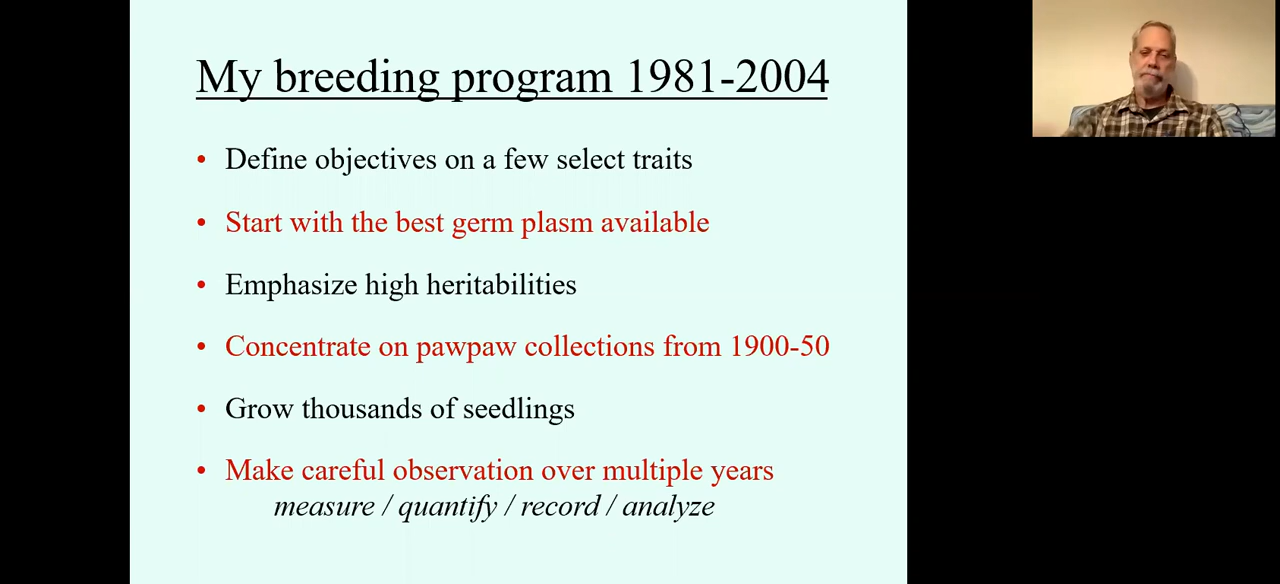 My breeding program 1981-2004
• Define objectives on a few select traits
• Start with the best germ plasm available
• Emphasize high heritabilities
• Concentrate on pawpaw collections from 1900-50
• Grow thousands of seedlings
• Make careful observation over multiple years
measure / quantify / record / analyze